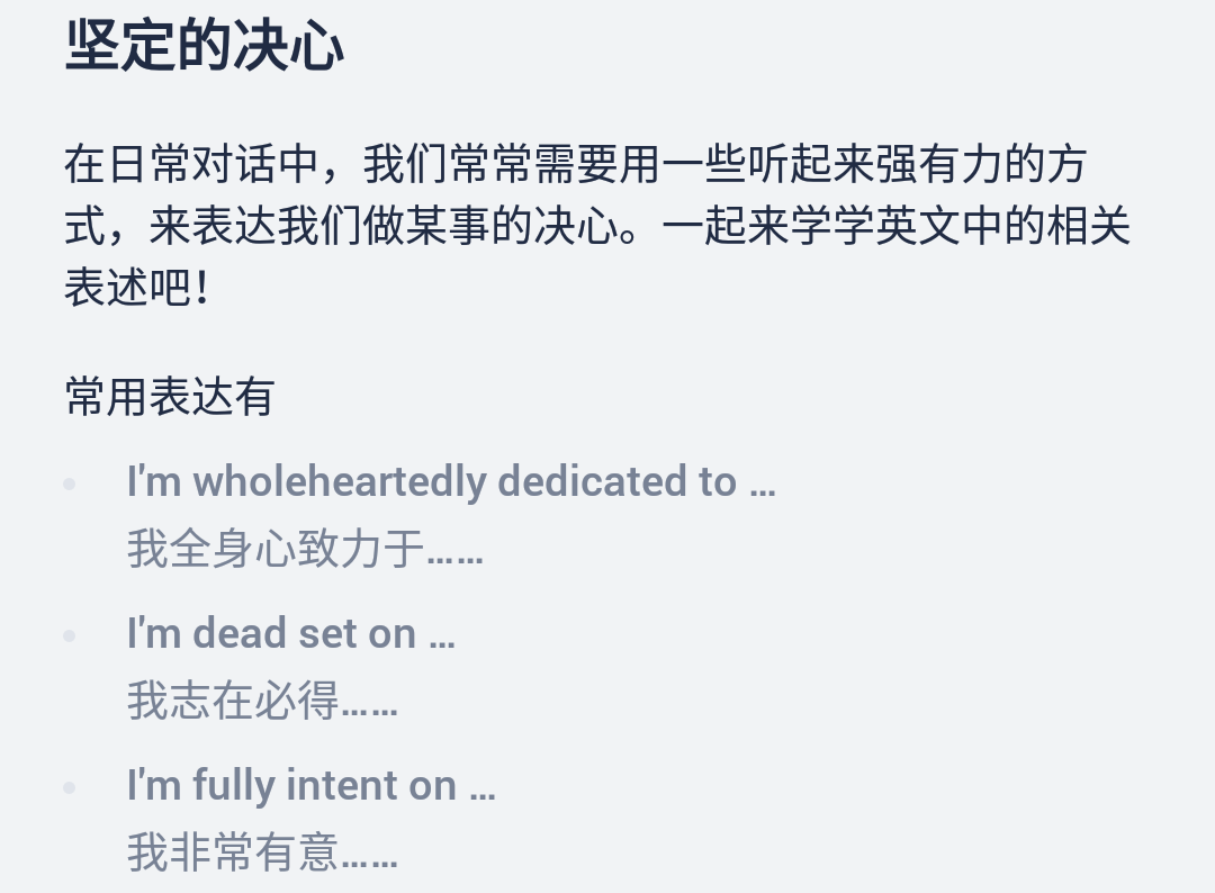 坚定的决心
在日常对话中，我们常常需要用一些听起来强有力的方
式，来表达我们做某事的决心。一起来学学英文中的相关
表述吧！
常用表达有
I'm wholeheartedly dedicated to ...
我全身心致力于……
I'm dead set on ...
我志在必得……
I'm fully intent on ...
我非常有意……